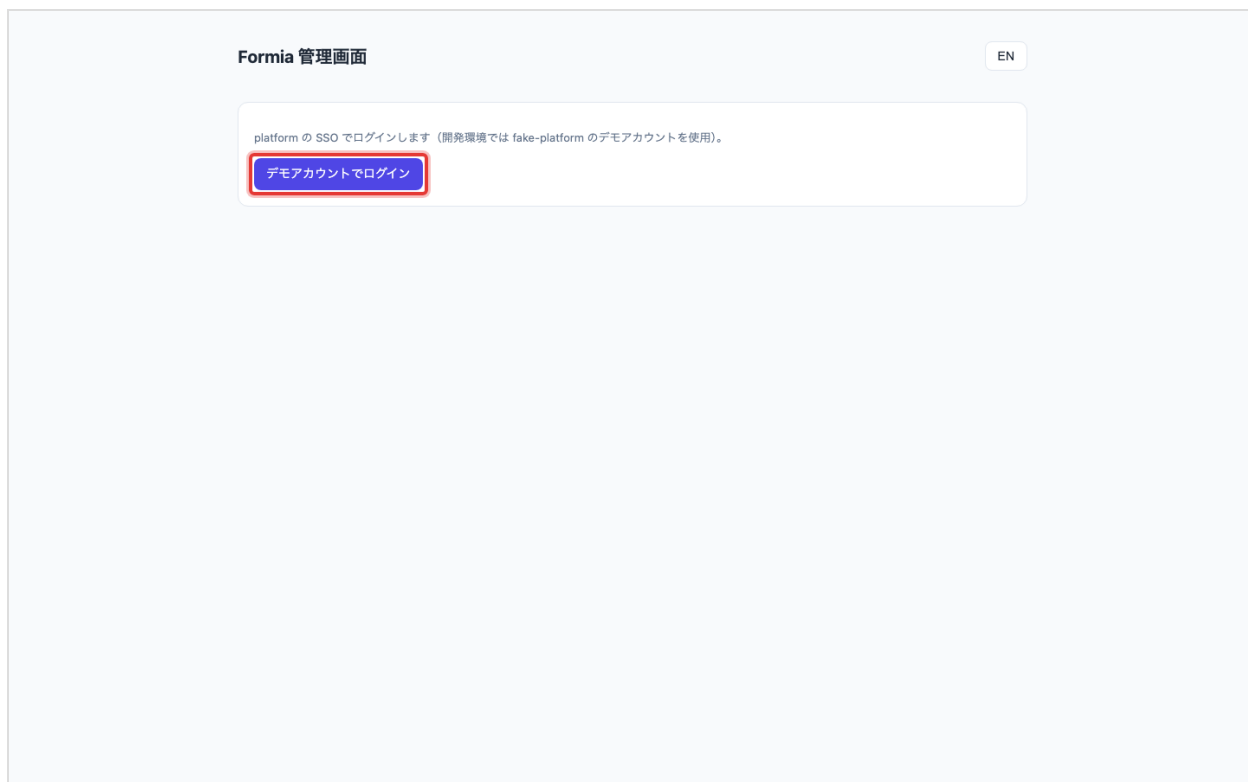 Formia 管理画面
EN
platform の SSO でログインします（開発環境では fake-platform のデモアカウントを使用）。
デモアカウントでログイン